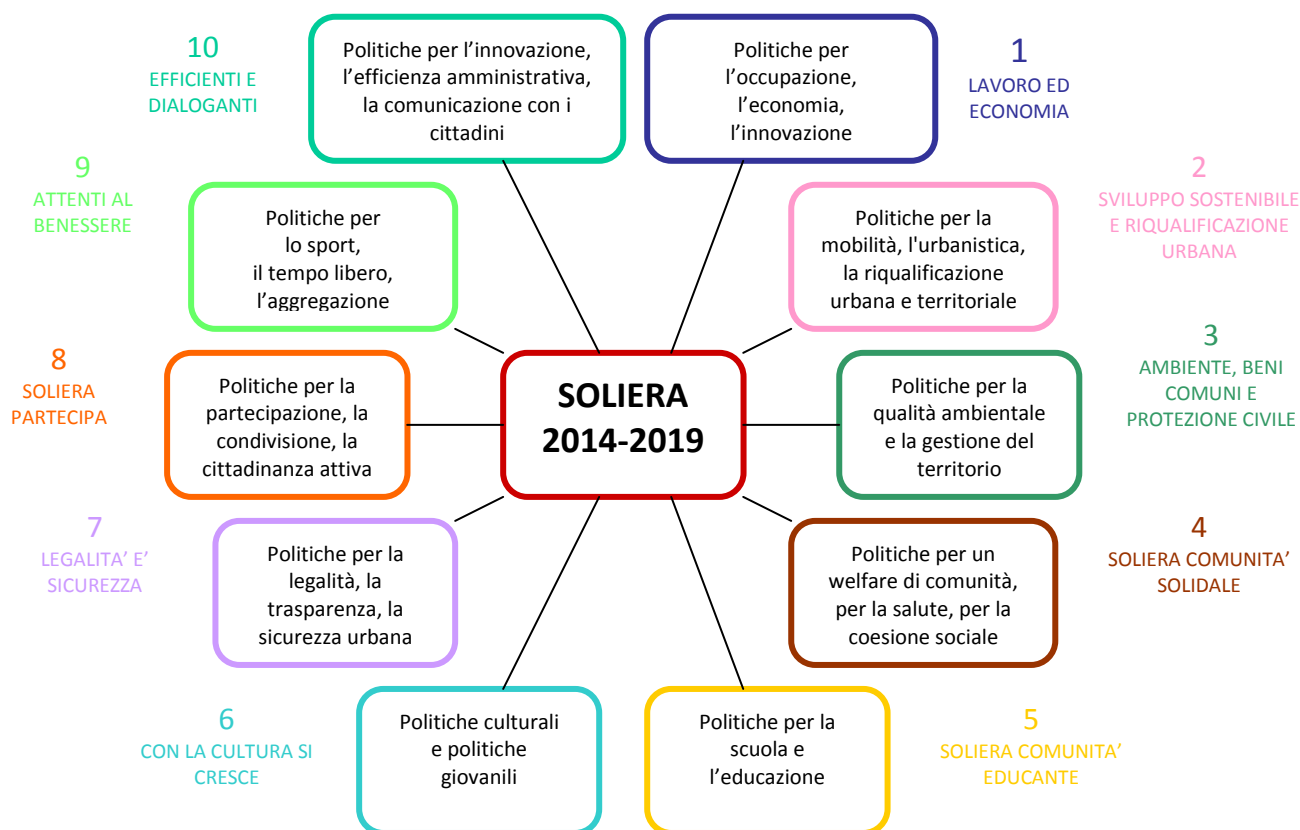 10
EFFICIENTI E
DIALOGANTI
Politiche per l’innovazione,
l’efficienza amministrativa,
la comunicazione con i
cittadini
Politiche per
l’occupazione,
l’economia,
l’innovazione
1
LAVORO ED
ECONOMIA
9
ATTENTI AL
BENESSERE
Politiche per
lo sport,
il tempo libero,
l’aggregazione
Politiche per la
mobilità, l'urbanistica,
la riqualificazione
urbana e territoriale
2
SVILUPPO SOSTENIBILE
E RIQUALIFICAZIONE
URBANA
8
SOLIERA
PARTECIPA
Politiche per la
partecipazione, la
condivisione, la
cittadinanza attiva
SOLIERA
2014-2019
Politiche per la
qualità ambientale
e la gestione del
territorio
3
AMBIENTE, BENI
COMUNI E
PROTEZIONE CIVILE
7
LEGALITA’ E’
SICUREZZA
Politiche per la
legalità, la
trasparenza, la
sicurezza urbana
Politiche per un
welfare di comunità,
per la salute, per la
coesione sociale
4
SOLIERA COMUNITA’
SOLIDALE
6
CON LA CULTURA SI
CRESCE
Politiche culturali
e politiche
giovanili
Politiche per la
scuola e
l’educazione
5
SOLIERA COMUNITA’
EDUCANTE